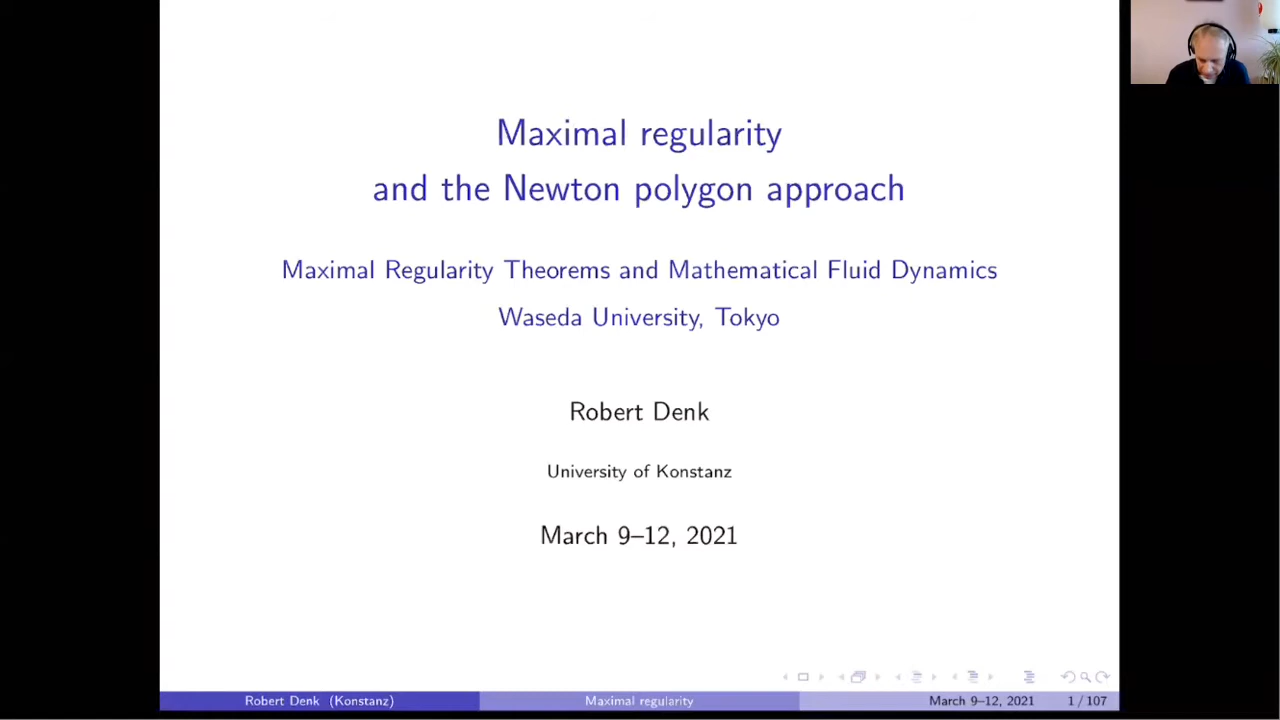 Maximal regularity
and the Newton polygon approach
Maximal Regularity Theorems and Mathematical Fluid Dynamics
Waseda University, Tokyo
Robert Denk
University of Konstanz
March 9–12, 2021
Robert Denk (Konstanz) Maximal regularity March 9–12, 2021 1 / 107